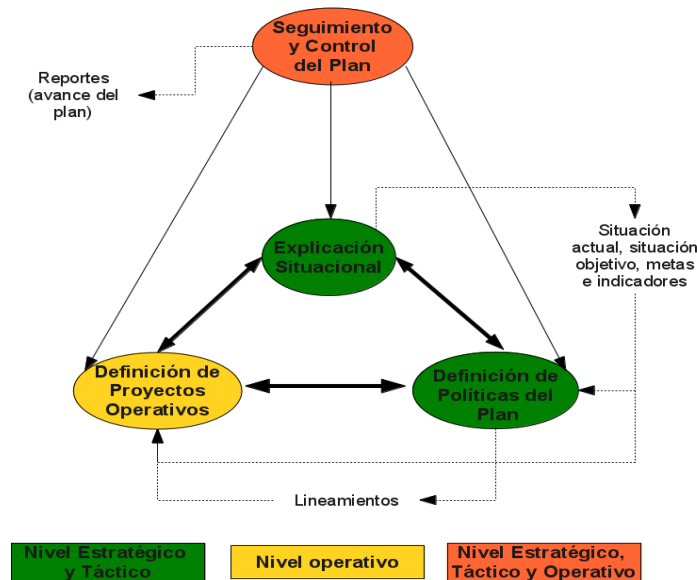 Seguimiento
y Control
del Plan
Reportes
(avance del
plan)
Explicación
Situacional
Situación
actual, situación
objetivo, metas
e indicadores
Definición de
Proyectos
Operativos
Definición de
Políticas del
Plan
Lineamientos
Nivel Estratégico
y Táctico
Nivel operativo
Nivel Estratégico,
Táctico y Operativo